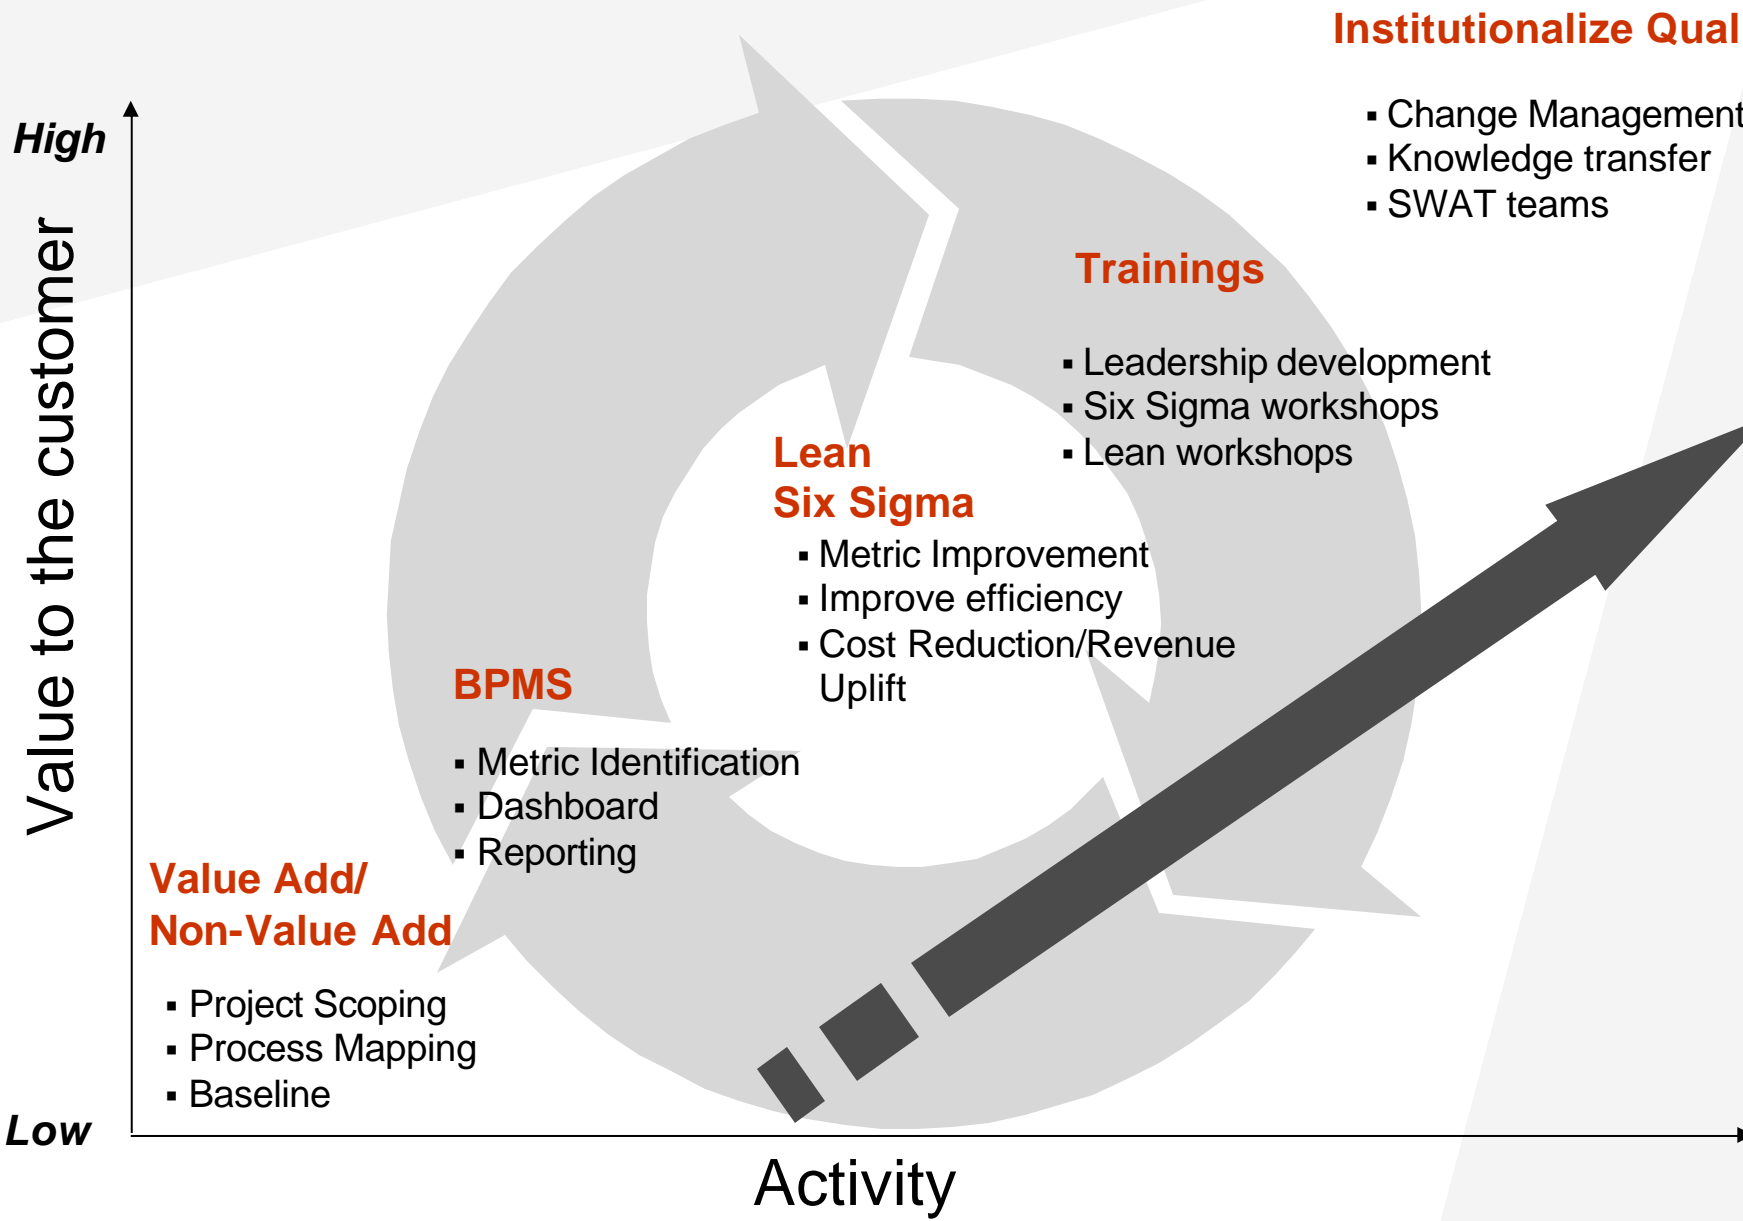 Institutionalize Qual
▪ Change Management
▪ Knowledge transfer
▪ SWAT teams
High
Value to the customer
Low
Trainings
▪ Leadership development
▪ Six Sigma workshops
▪ Lean workshops
Lean
Six Sigma
▪ Metric Improvement
▪ Improve efficiency
▪ Cost Reduction/Revenue
Uplift
BPMS
▪ Metric Identification
▪ Dashboard
▪ Reporting
Value Add/
Non-Value Add
▪ Project Scoping
▪ Process Mapping
▪ Baseline
Activity